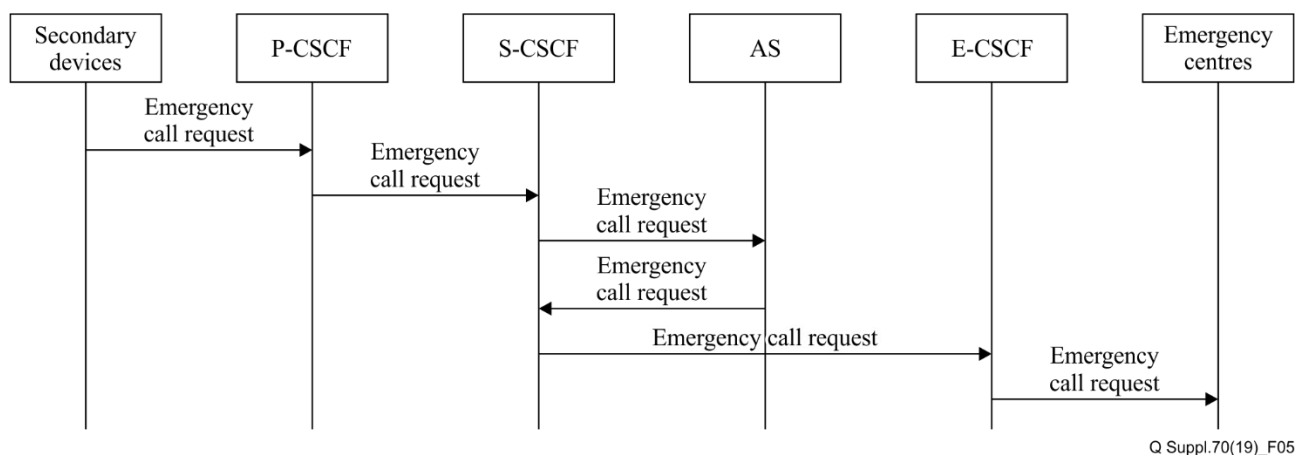 Secondary
devices
P-CSCF
S-CSCF
AS
E-CSCF
Emergency
centres
Emergency
call request
Emergency
call request
Emergency
call request
Emergency
call request
Emergency call request
Emergency
call request
Q Suppl.70(19)_F05